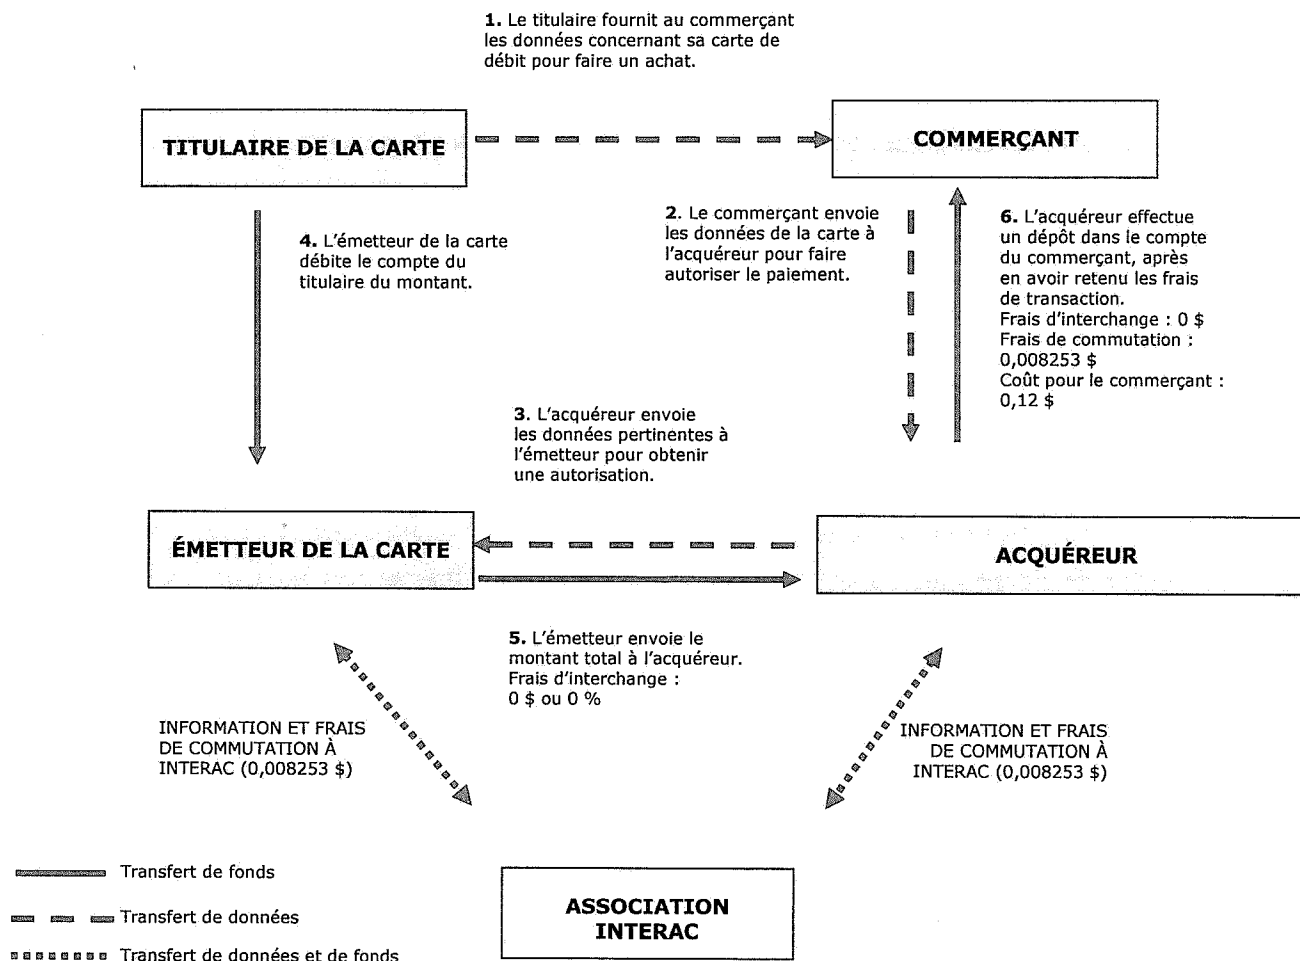 1. Le titulaire fournit au commerçant
les données concernant sa carte de
débit pour faire un achat.
TITULAIRE DE LA CARTE
COMMERÇANT
4. L'émetteur de la carte
débite le compte du
titulaire du montant.
2. Le commerçant envoie
les données de la carte à
l'acquéreur pour faire
autoriser le paiement.
6. L'acquéreur effectue
un dépôt dans le compte
du commerçant, après
en avoir retenu les frais
de transaction.
Frais d'interchange : 0 $
Frais de commutation :
0,008253 $
Coût pour le commerçant :
0,12 $
3. L'acquéreur envoie
les données pertinentes à
l'émetteur pour obtenir
une autorisation.
ÉMETTEUR DE LA CARTE
ACQUÉREUR
5. L'émetteur envoie le
montant total à l'acquéreur.
Frais d'interchange :
0 $ ou 0 %
INFORMATION ET FRAIS
DE COMMUTATION À
INTERAC (0,008253 $)
INFORMATION ET FRAIS
DE COMMUTATION À
INTERAC (0,008253 $)
Transfert de fonds
Transfert de données
Transfert de données et de fonds
ASSOCIATION
INTERAC